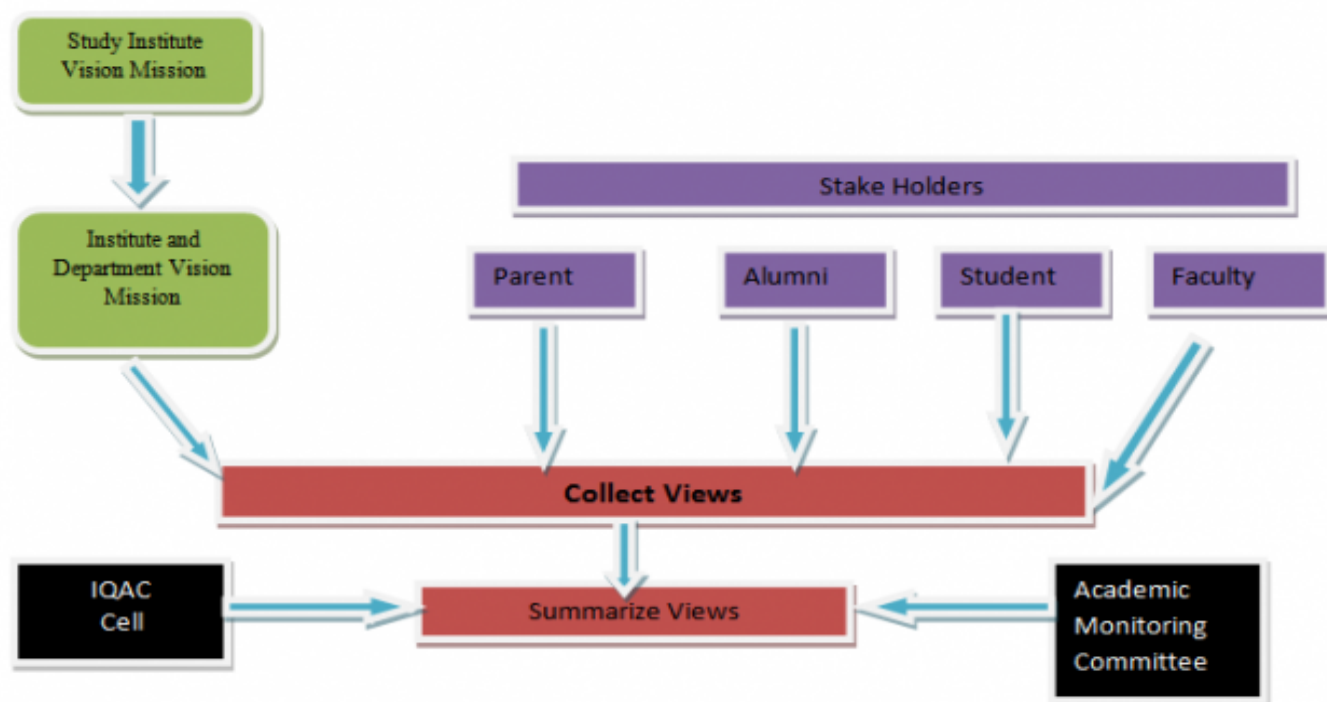 Study Institute
Vision Mission
Stake Holders
Institute and
Department Vision
Mission
Parent
Alumni
Student
Faculty
Collect Views
IQAC
Cell
Summarize Views
Academic
Monitoring
Committee